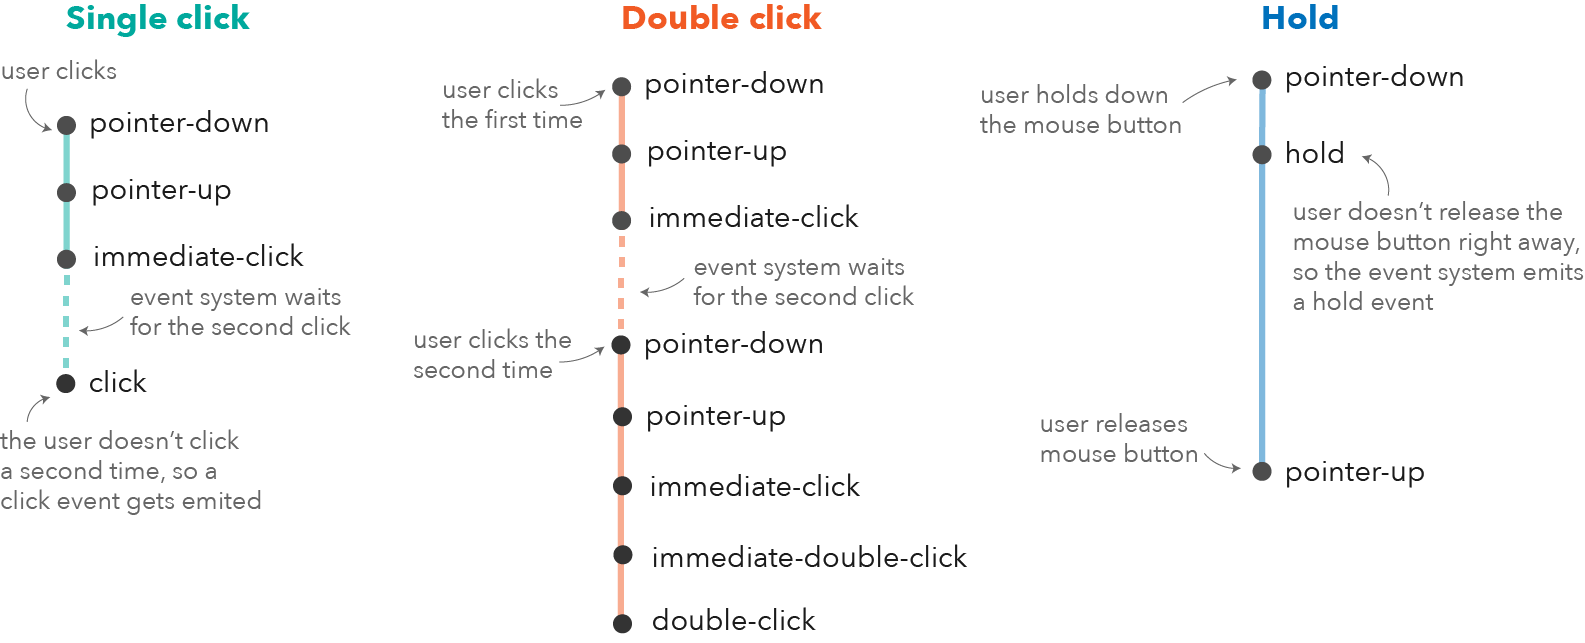 Single click
user clicks
pointer-down
pointer-up
immediate-click
event system waits
for the second click
click
the user doesn't click
a second time, so a
click event gets emited
Double click
user clicks
the first time
pointer-down
pointer-up
immediate-click
event system waits
for the second click
user clicks the
second time
pointer-down
pointer-up
immediate-click
immediate-double-click
double-click
Hold
user holds down
the mouse button
pointer-down
hold
user doesn't release the
mouse button right away,
so the event system emits
a hold event
user releases
mouse button
pointer-up